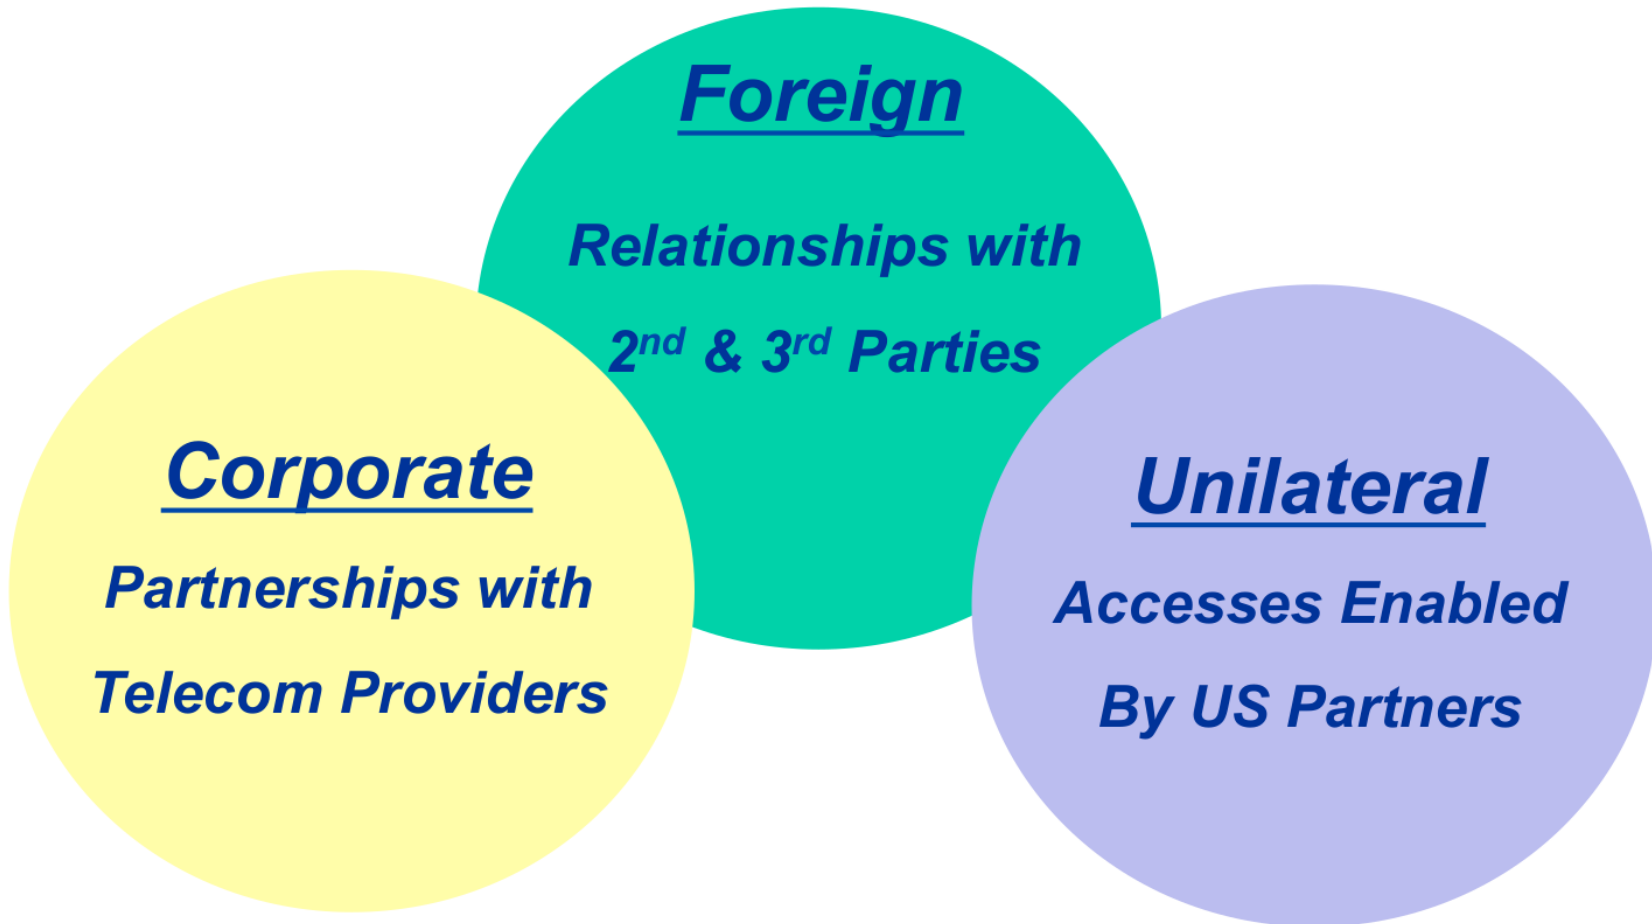 Foreign
Relationships with
2nd & 3rd Parties
Corporate
Partnerships with
Telecom Providers
Unilateral
Accesses Enabled
By US Partners